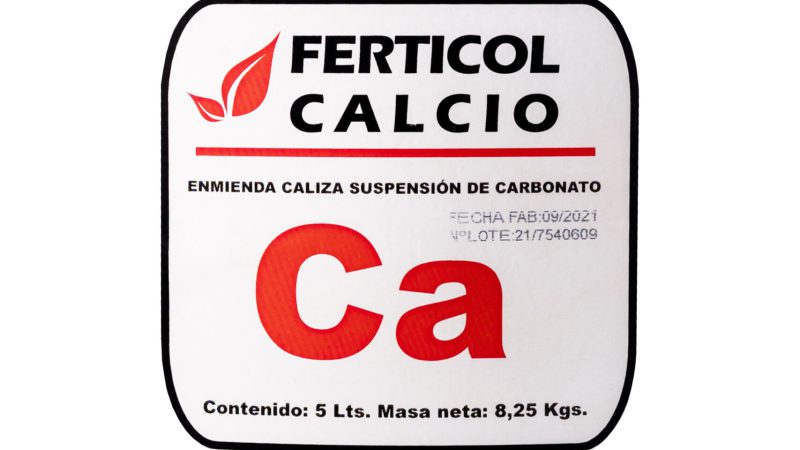 FERTICOL
CALCIO
ENMIENDA CALIZA SUSPENSIÓN DE CARBONATO
FECHA FAB:09/2021
NºLOTE:21/7540609
Ca
Contenido: 5 Lts. Masa neta: 8,25 Kgs.